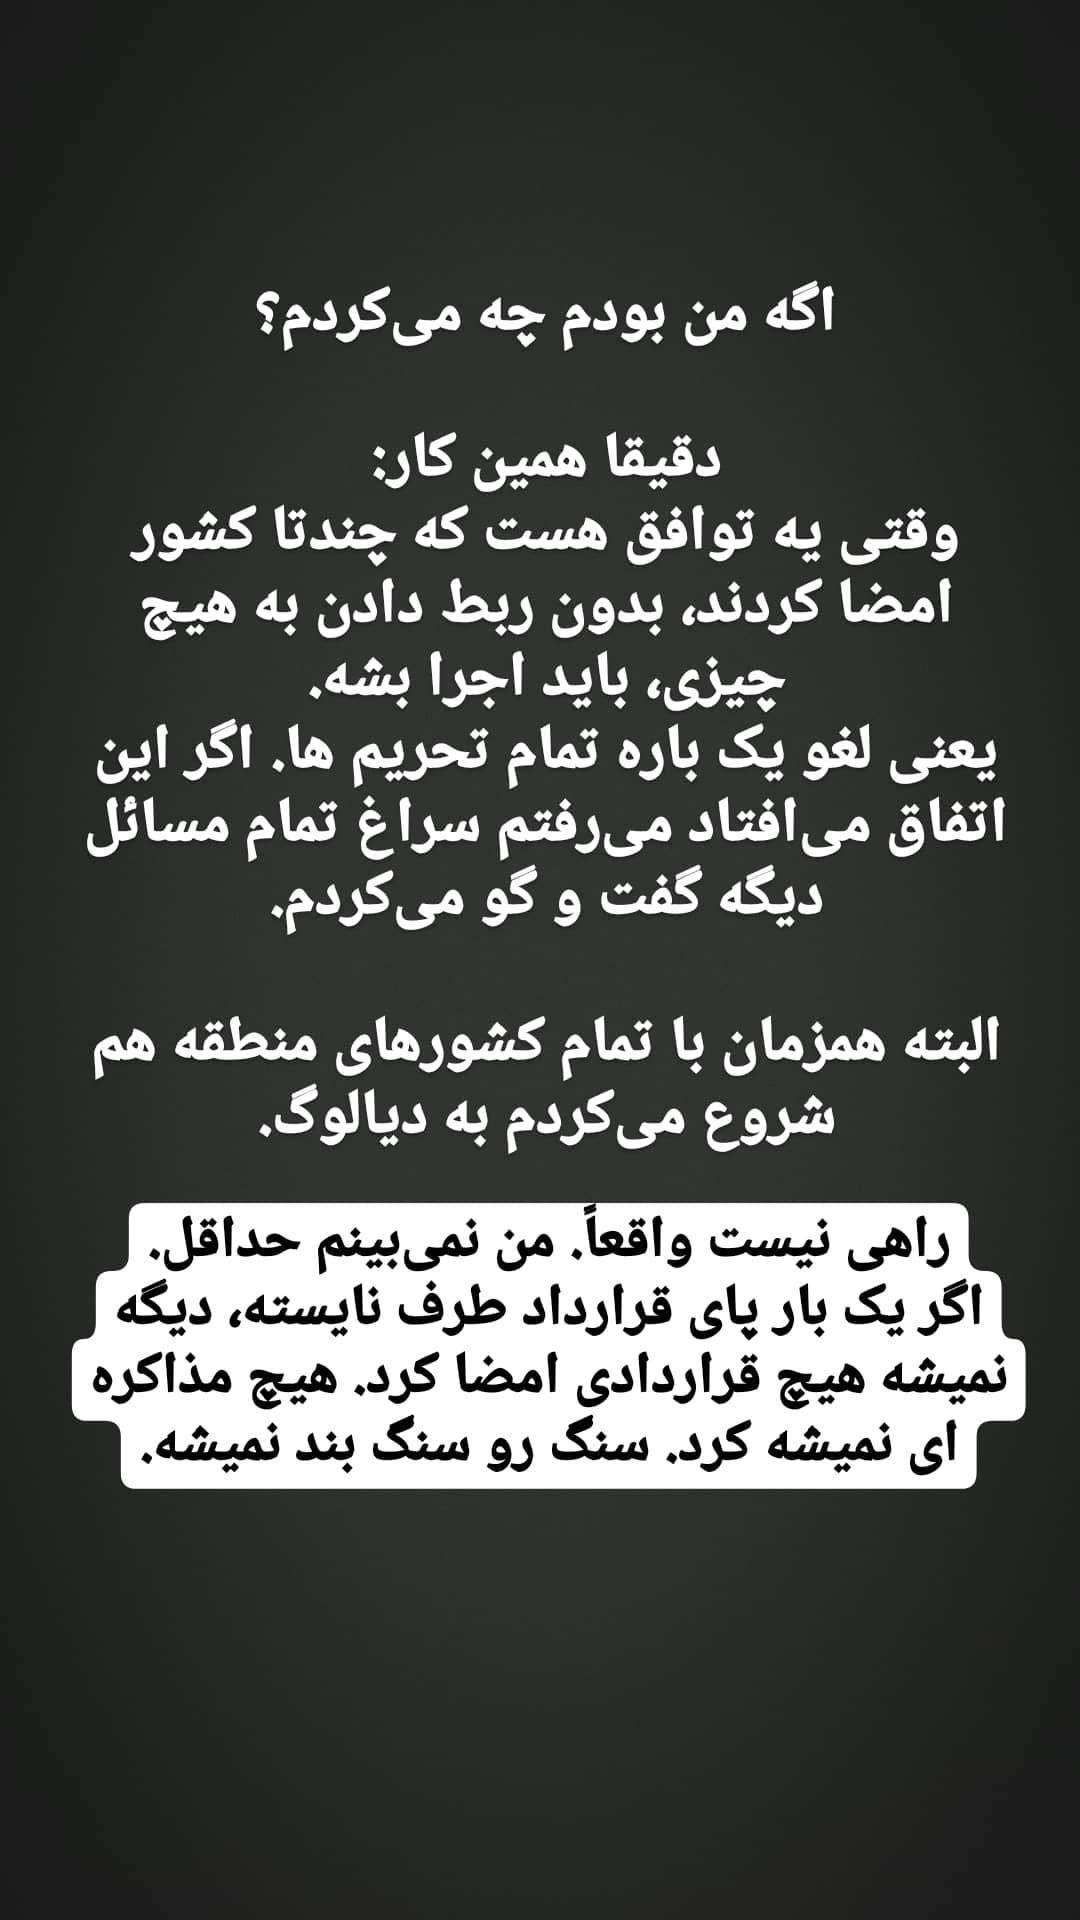 اگه من بودم چه می‌کردم؟
دقیقا همین کار:
وقتی یه توافق هست که چندتا کشور
امضا کردند، بدون ربط دادن به هیچ
چیزی، باید اجرا بشه.
یعنی لغو یک باره تمام تحریم ها. اگر این
اتفاق می‌افتاد می‌رفتم سراغ تمام مسائل
دیگه گفت و گو می‌کردم.
البته همزمان با تمام کشورهای منطقه هم
شروع می‌کردم به دیالوگ.
راهی نیست واقعاً. من نمی‌بینم حداقل.
اگر یک بار پای قرارداد طرف نایسته، دیگه
نمیشه هیچ قراردادی امضا کرد. هیچ مذاکره
ای نمیشه کرد. سنگ رو سنگ بند نمیشه.